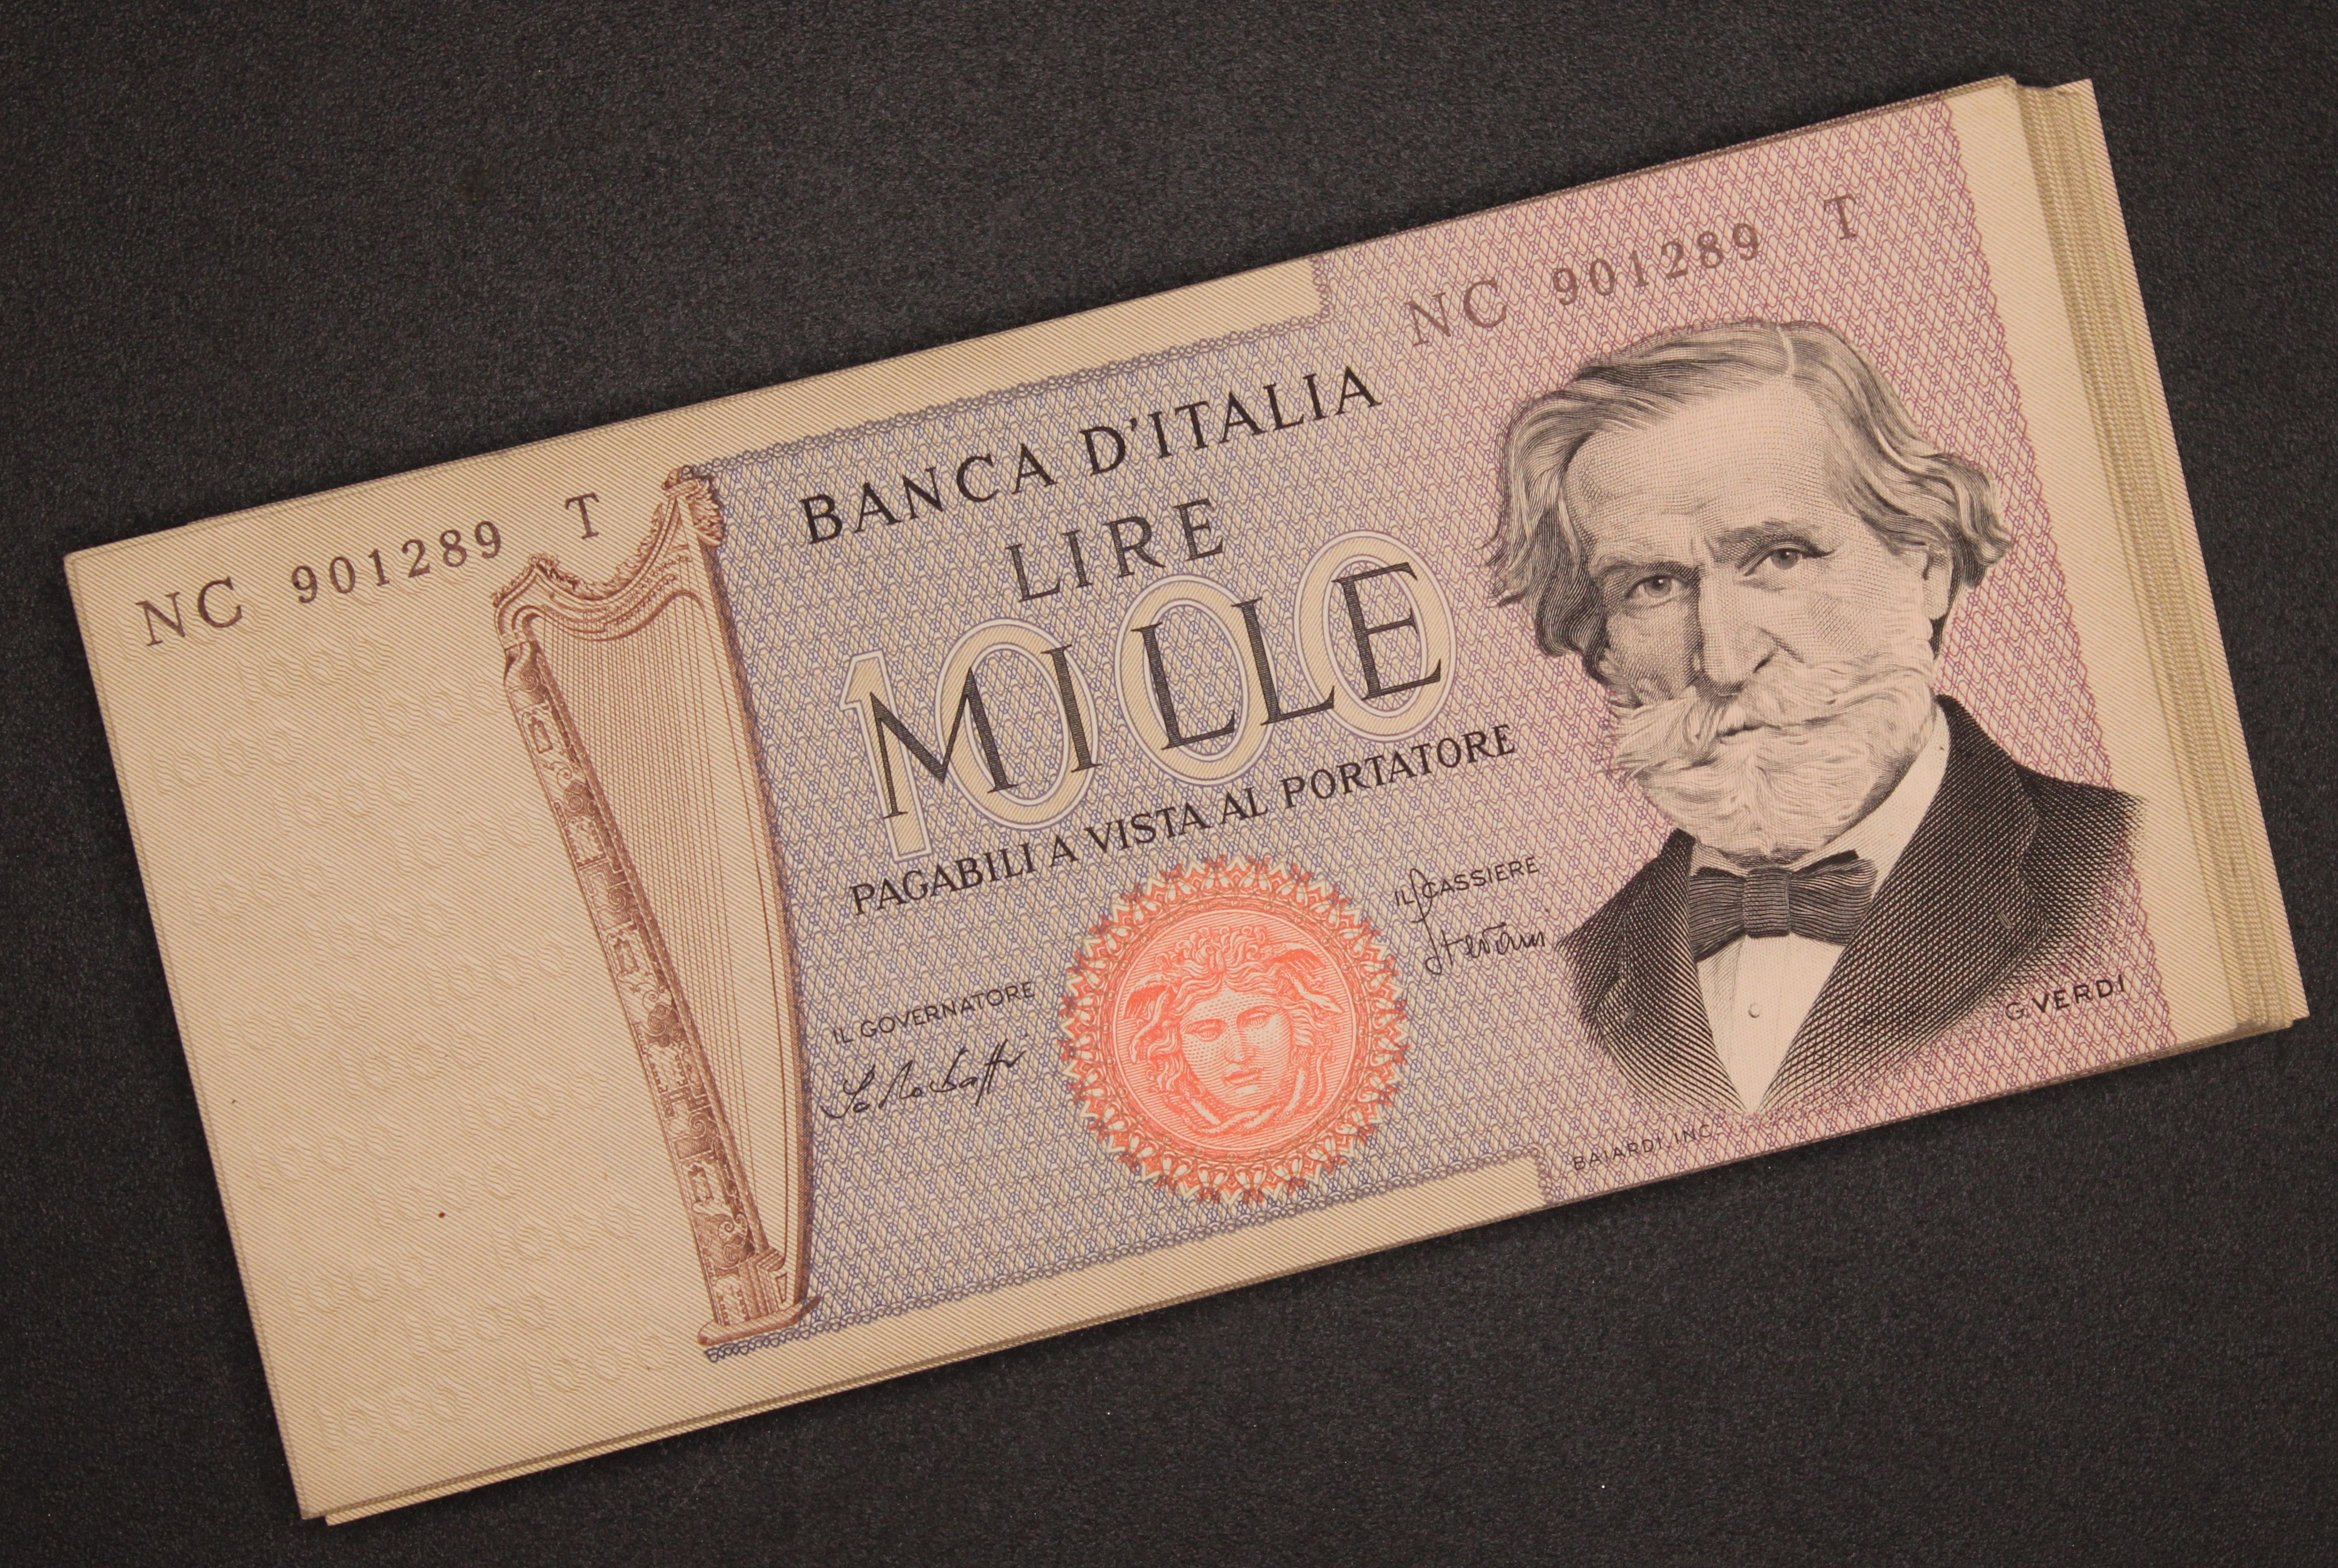 NC 901289 T
NC 901289 T
BANCA D'ITALIA
LIRE
1000
MILLE
PAGABILI A VISTA AL PORTATORE
IL GOVERNATORE
IL CASSIERE
G. VERDI
BAIARDI. INC.